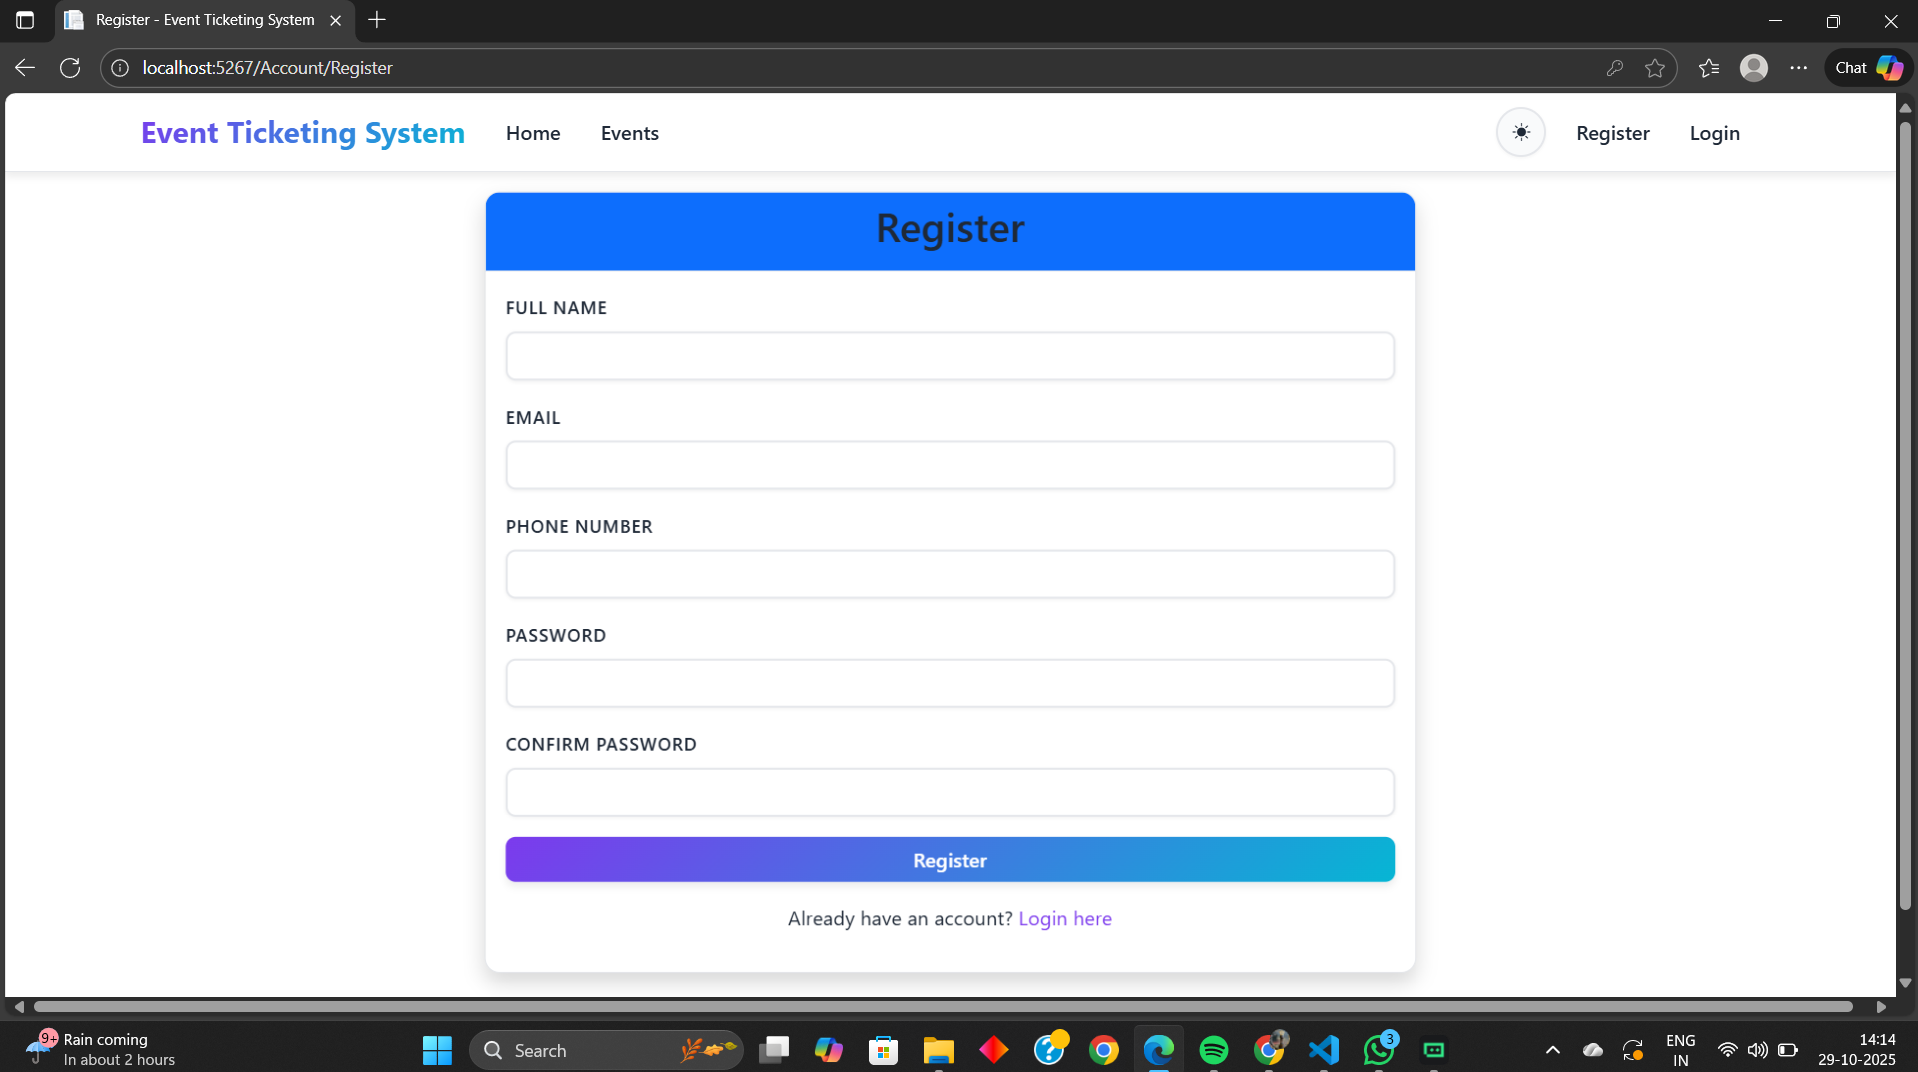 Register - Event Ticketing System
localhost:5267/Account/Register
Chat
Event Ticketing System
Home
Events
Register
Login
Register
FULL NAME
EMAIL
PHONE NUMBER
PASSWORD
CONFIRM PASSWORD
Register
Already have an account? Login here
9+
Rain coming
In about 2 hours
Search
3
ENG
IN
14:14
29-10-2025